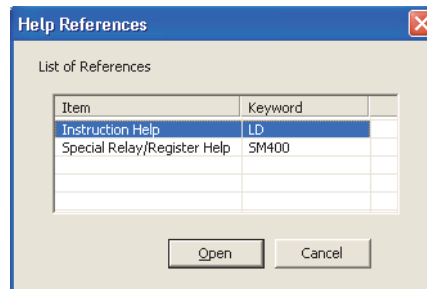 Help References
List of References
Item Keyword
Instruction Help LD
Special Relay/Register Help SM400
Open Cancel